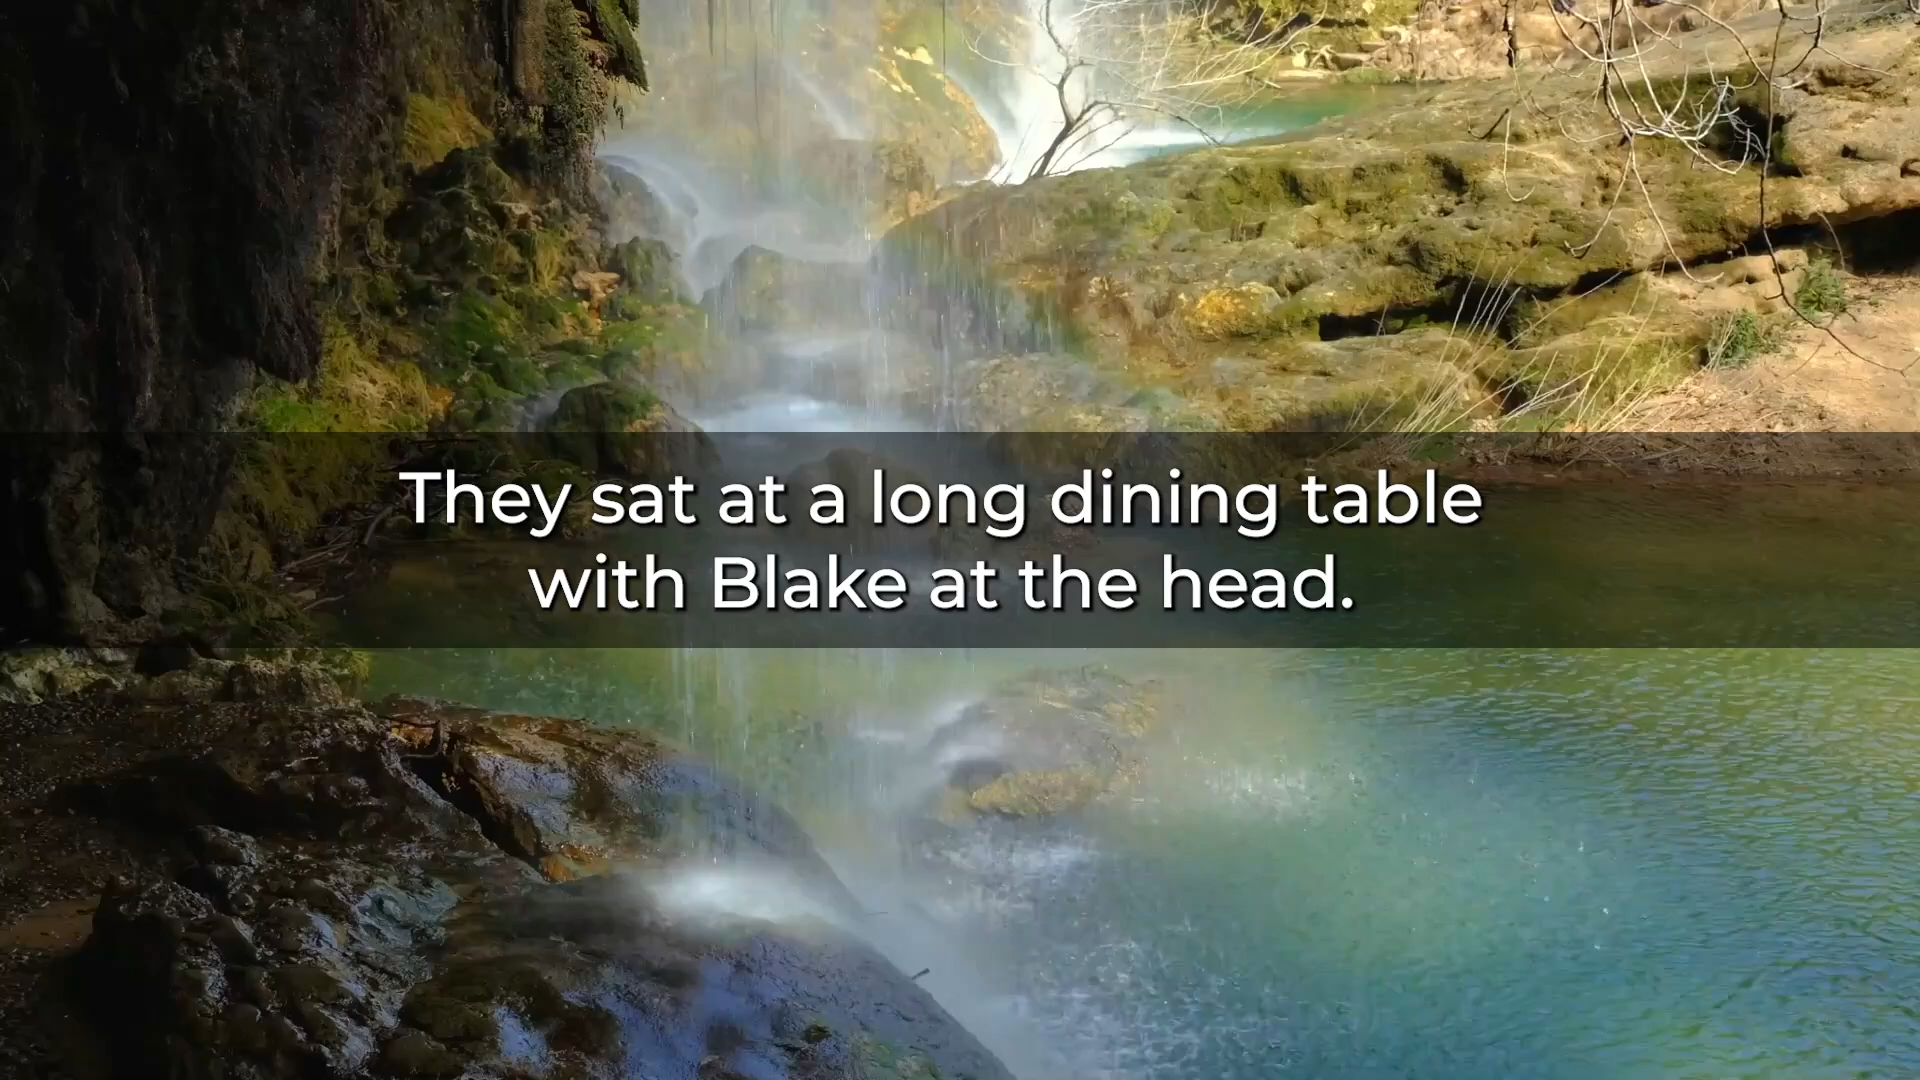 They sat at a long dining table
with Blake at the head.